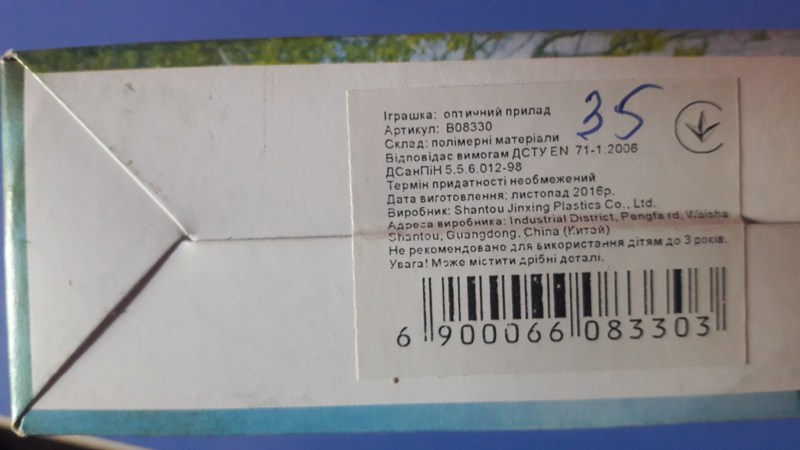 Іграшка: оптичний прилад
Артикул: B08330
35
Склад: полімерні матеріали
Відповідає вимогам ДСТУ EN 71-1:2006
ДСанПіН 5.5.6.012-98
Термін придатності необмежений
Дата виготовлення: листопад 2016р.
Виробник: Shantou Jinxing Plastics Co., Ltd.
Адреса виробника: Industrial District, Pengfa rd, Waisha
Shantou, Guangdong, China (Китай)
Не рекомендовано для використання дітям до 3 років.
Увага! Може містити дрібні деталі.
6 900066 083303